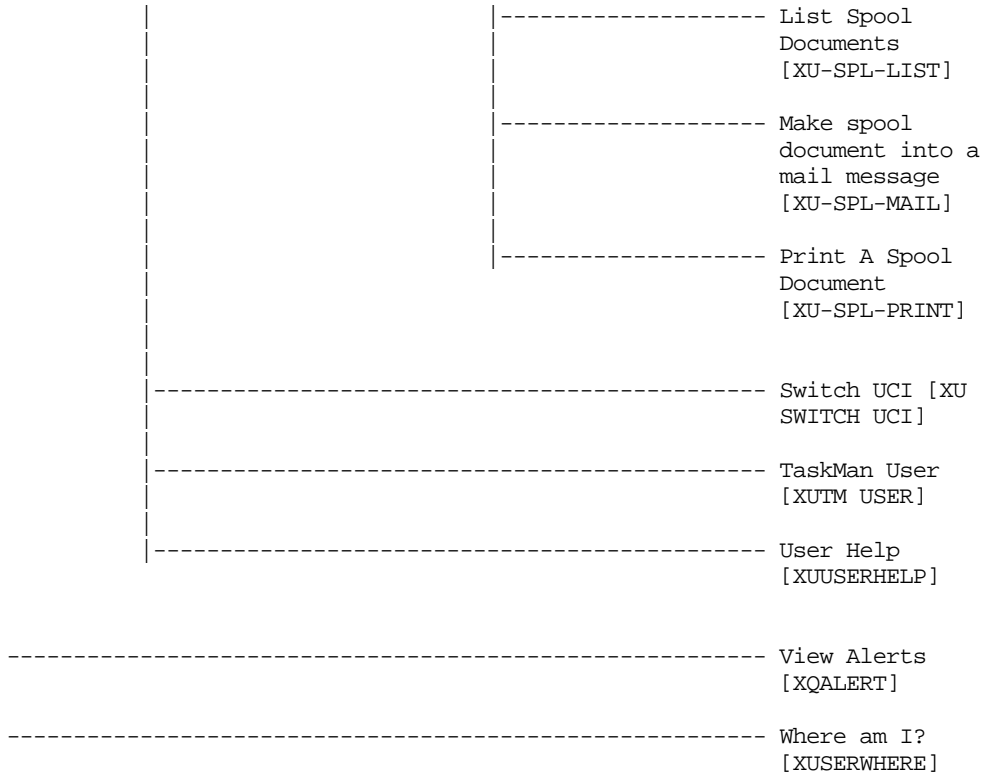 List Spool
Documents
[XU-SPL-LIST]
Make spool
document into a
mail message
[XU-SPL-MAIL]
Print A Spool
Document
[XU-SPL-PRINT]
Switch UCI [XU
SWITCH UCI]
TaskMan User
[XUTM USER]
User Help
[XUUSERHELP]
View Alerts
[XQALERT]
Where am I?
[XUSERWHERE]